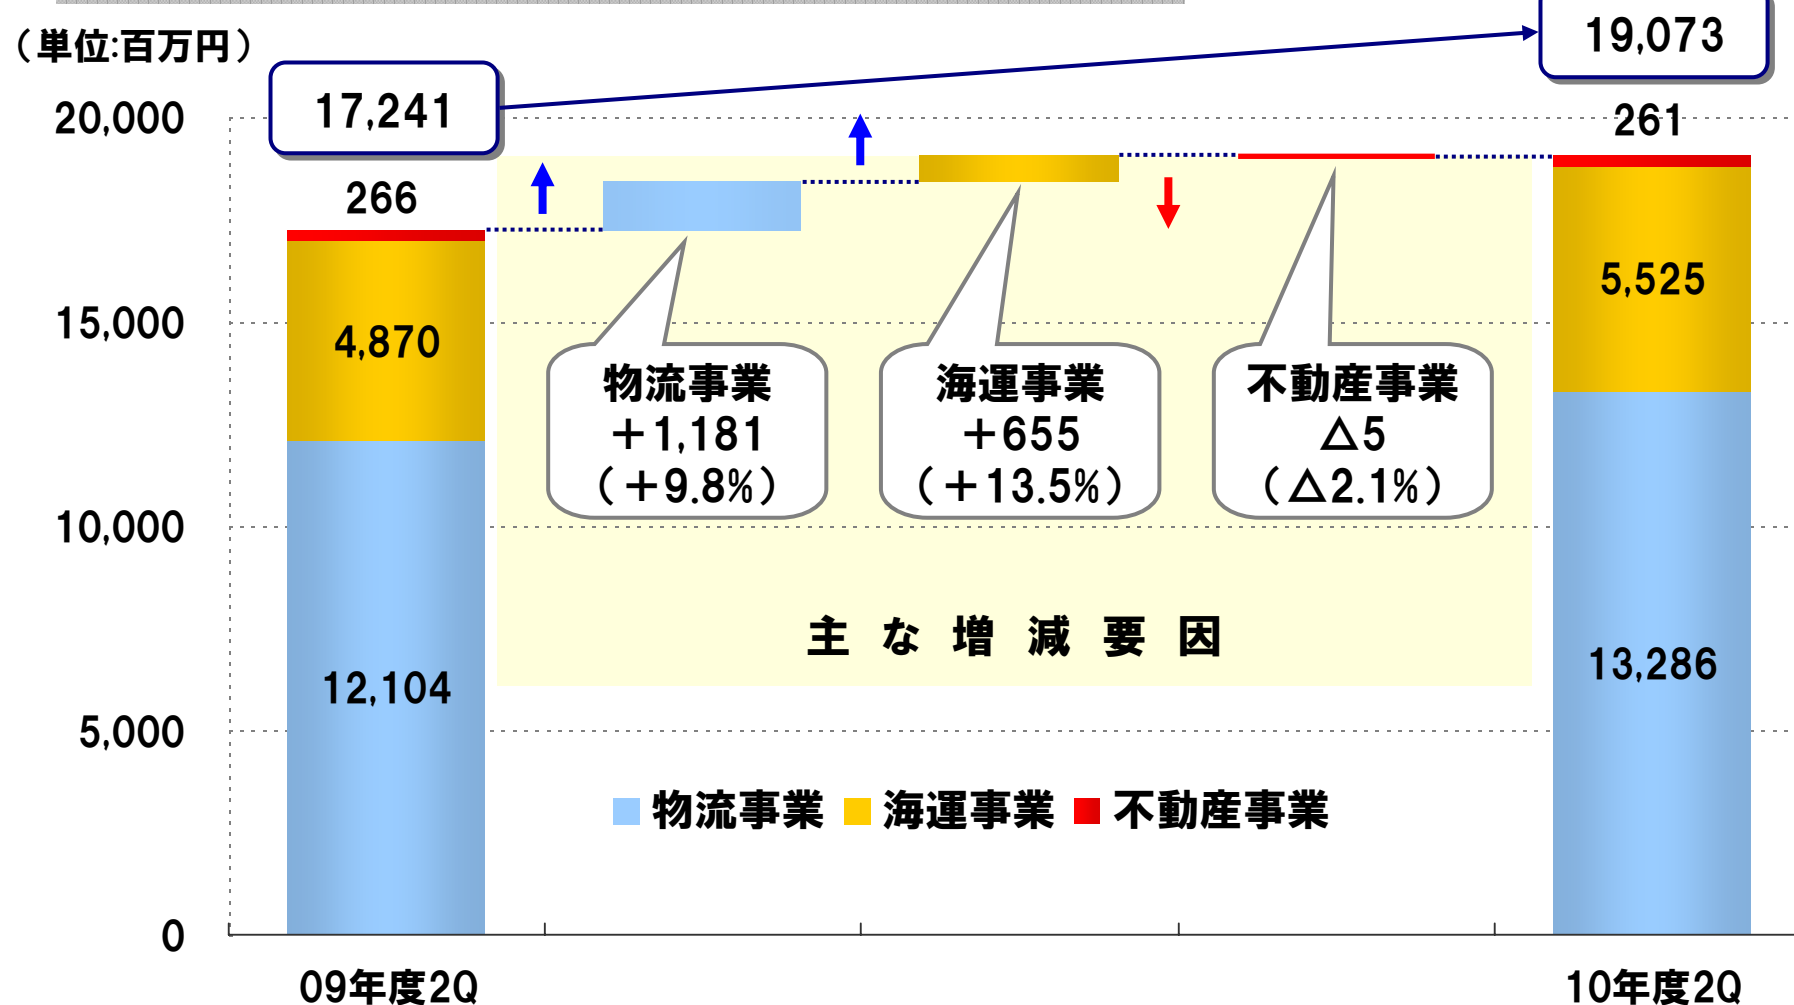 （単位:百万円）
17,241
19,073
20,000
15,000
10,000
5,000
0
266
4,870
12,104
261
5,525
13,286
物流事業
＋1,181
（＋9.8%）
海運事業
＋655
（＋13.5%）
不動産事業
△5
（△2.1%）
主な増減要因
物流事業 海運事業 不動産事業
09年度2Q
10年度2Q